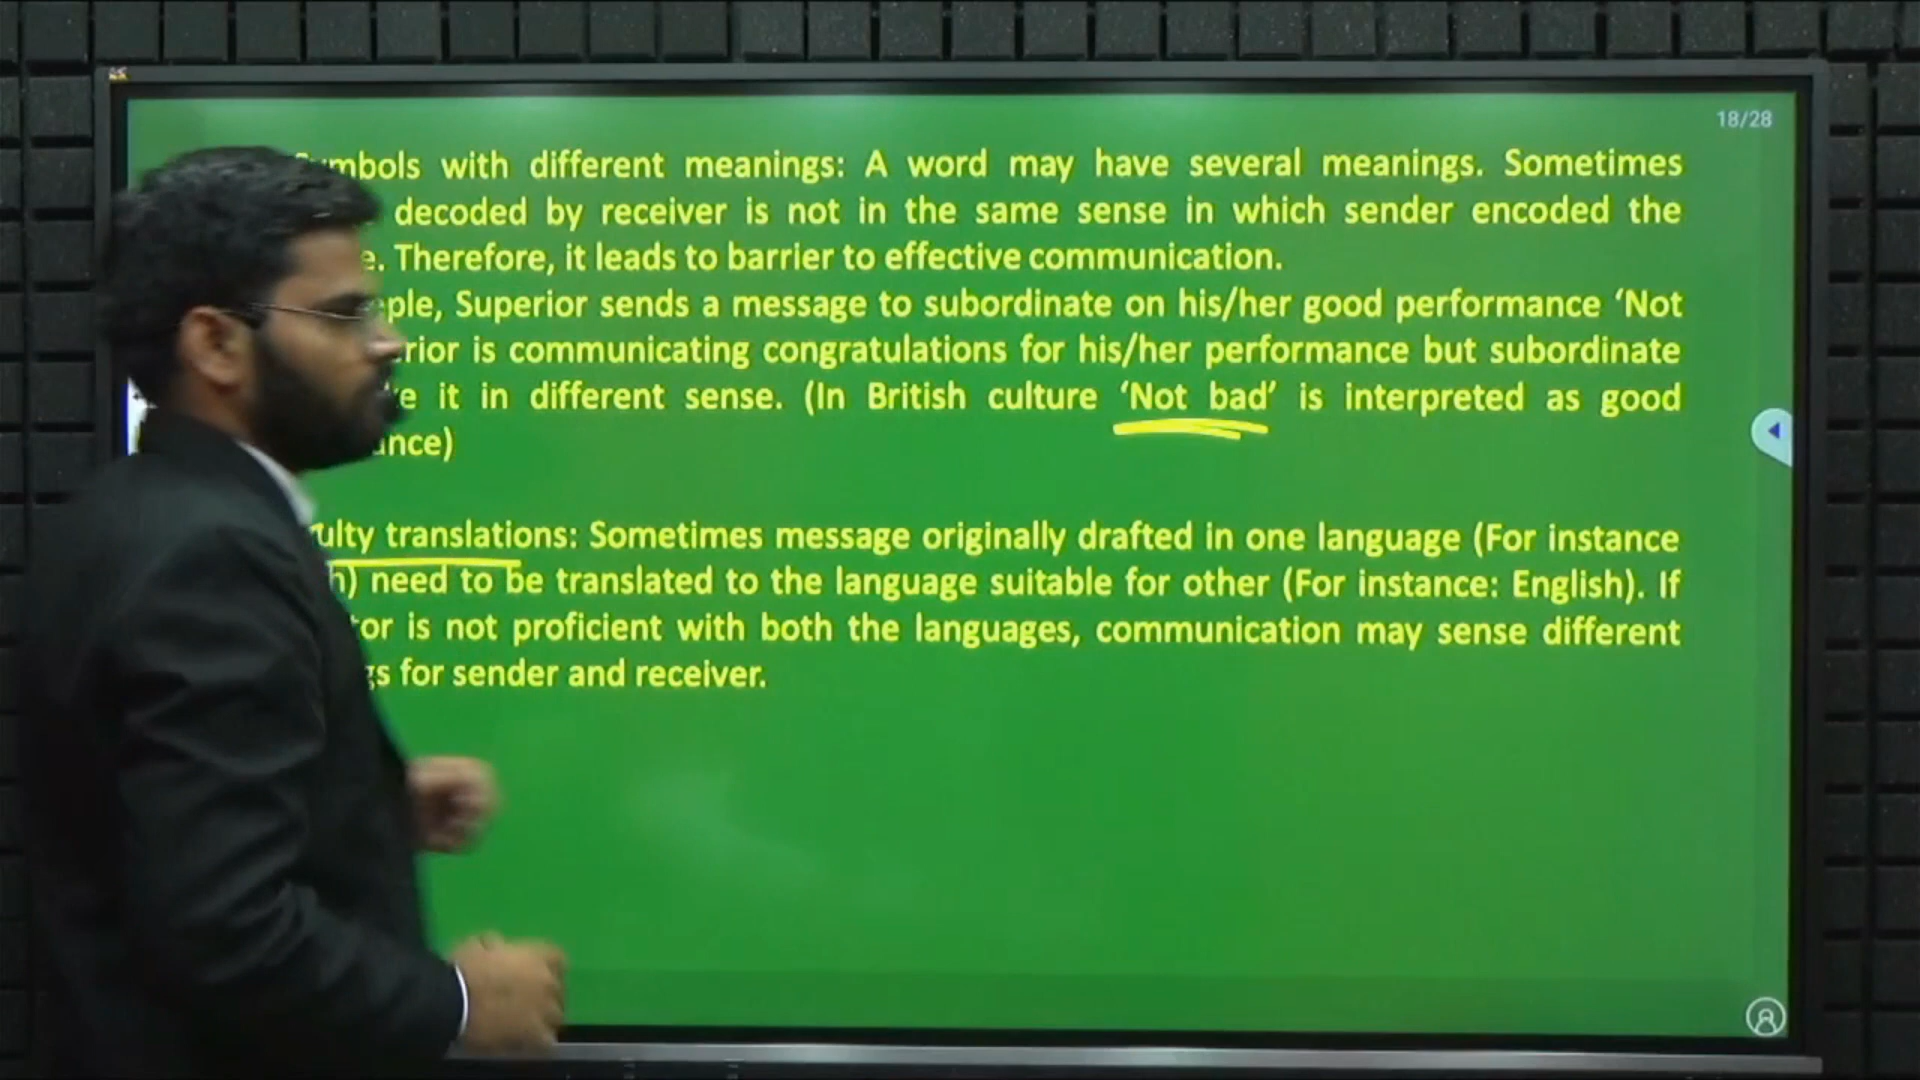 18/28
Symbols with different meanings: A word may have several meanings. Sometimes
decoded by receiver is not in the same sense in which sender encoded the
Therefore, it leads to barrier to effective communication.
Superior sends a message to subordinate on his/her good performance ‘Not
is communicating congratulations for his/her performance but subordinate
it in different sense. (In British culture ‘Not bad’ is interpreted as good
translations: Sometimes message originally drafted in one language (For instance
need to be translated to the language suitable for other (For instance: English). If
is not proficient with both the languages, communication may sense different
for sender and receiver.